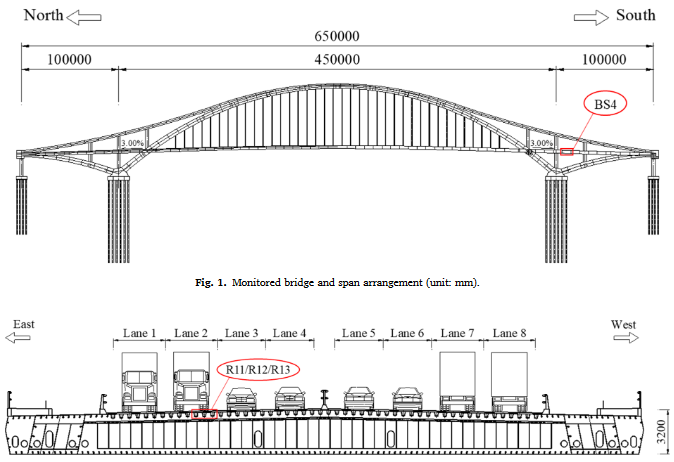 North South
650000
100000 450000 100000
BS4
3.00% 3.00%
Fig. 1. Monitored bridge and span arrangement (unit: mm).
East West
Lane 1 Lane 2 Lane 3 Lane 4 Lane 5 Lane 6 Lane 7 Lane 8
R11/R12/R13
3200